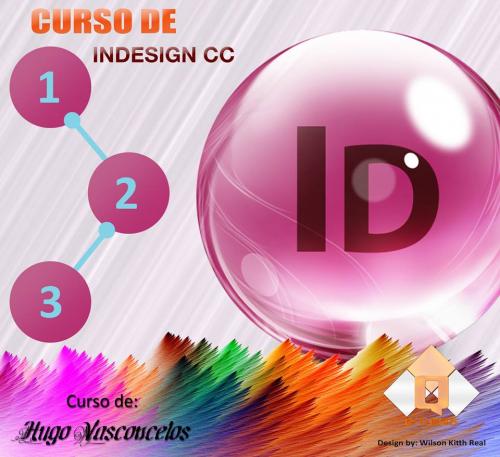 CURSO DE
INDESIGN CC
1
2
3
ID
Curso de:
Hugo Vasconcelos
Design by: Wilson Kitth Real